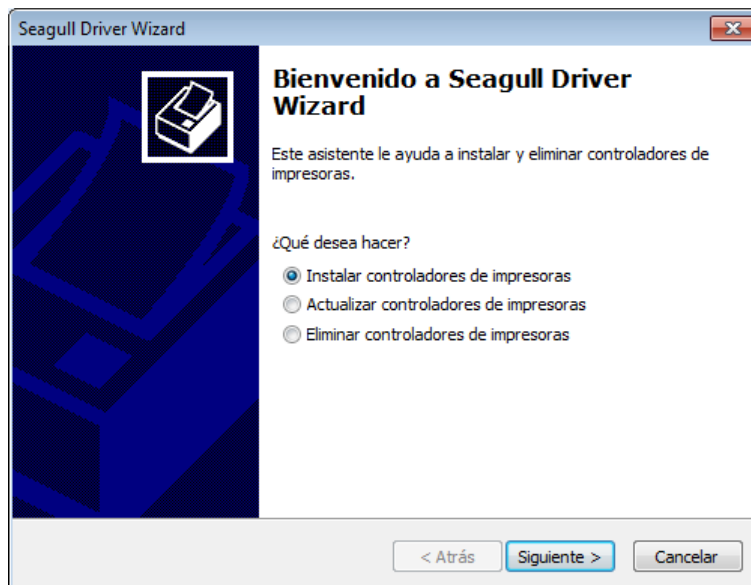 Seagull Driver Wizard
Bienvenido a Seagull Driver
Wizard
Este asistente le ayuda a instalar y eliminar controladores de
impresoras.
¿Qué desea hacer?
Instalar controladores de impresoras
Actualizar controladores de impresoras
Eliminar controladores de impresoras
< Atrás
Siguiente >
Cancelar